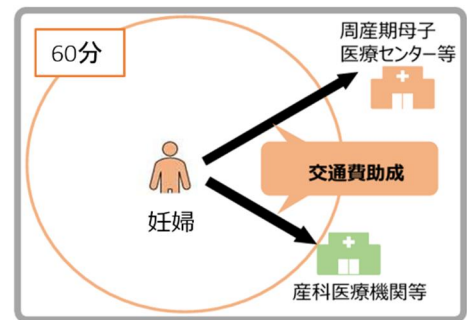 60分
周産期母子
医療センター等
交通費助成
妊婦
産科医療機関等